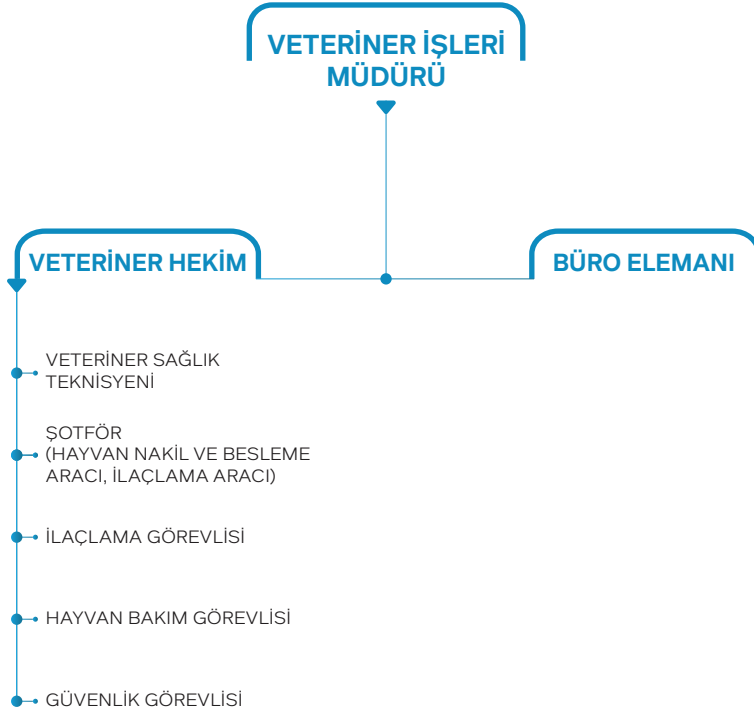 VETERİNER İŞLERİ
MÜDÜRÜ
VETERİNER HEKİM
BÜRO ELEMANI
VETERİNER SAĞLIK
TEKNİSYENİ
ŞOTFÖR
(HAYVAN NAKİL VE BESLEME
ARACI, İLAÇLAMA ARACI)
İLAÇLAMA GÖREVLİSİ
HAYVAN BAKIM GÖREVLİSİ
GÜVENLİK GÖREVLİSİ